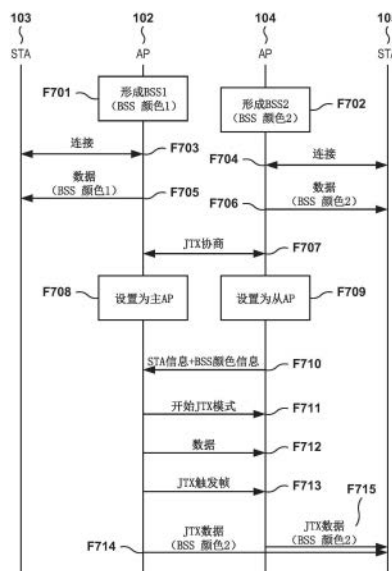 103 102 104 10
STA AP AP STA
F701 形成BSS1 形成BSS2 F702
(BSS 颜色1) (BSS 颜色2)
连接 F703
F704 连接
数据 F705 数据
(BSS 颜色1) F706 (BSS 颜色2)
JTX协商 F707
F708 设置为主AP 设置为从AP F709
STA信息+BSS颜色信息 F710
开始JTX模式 F711
数据 F712
JTX触发帧 F713
F715
JTX数据 JTX数据
F714 (BSS 颜色2) (BSS 颜色2)